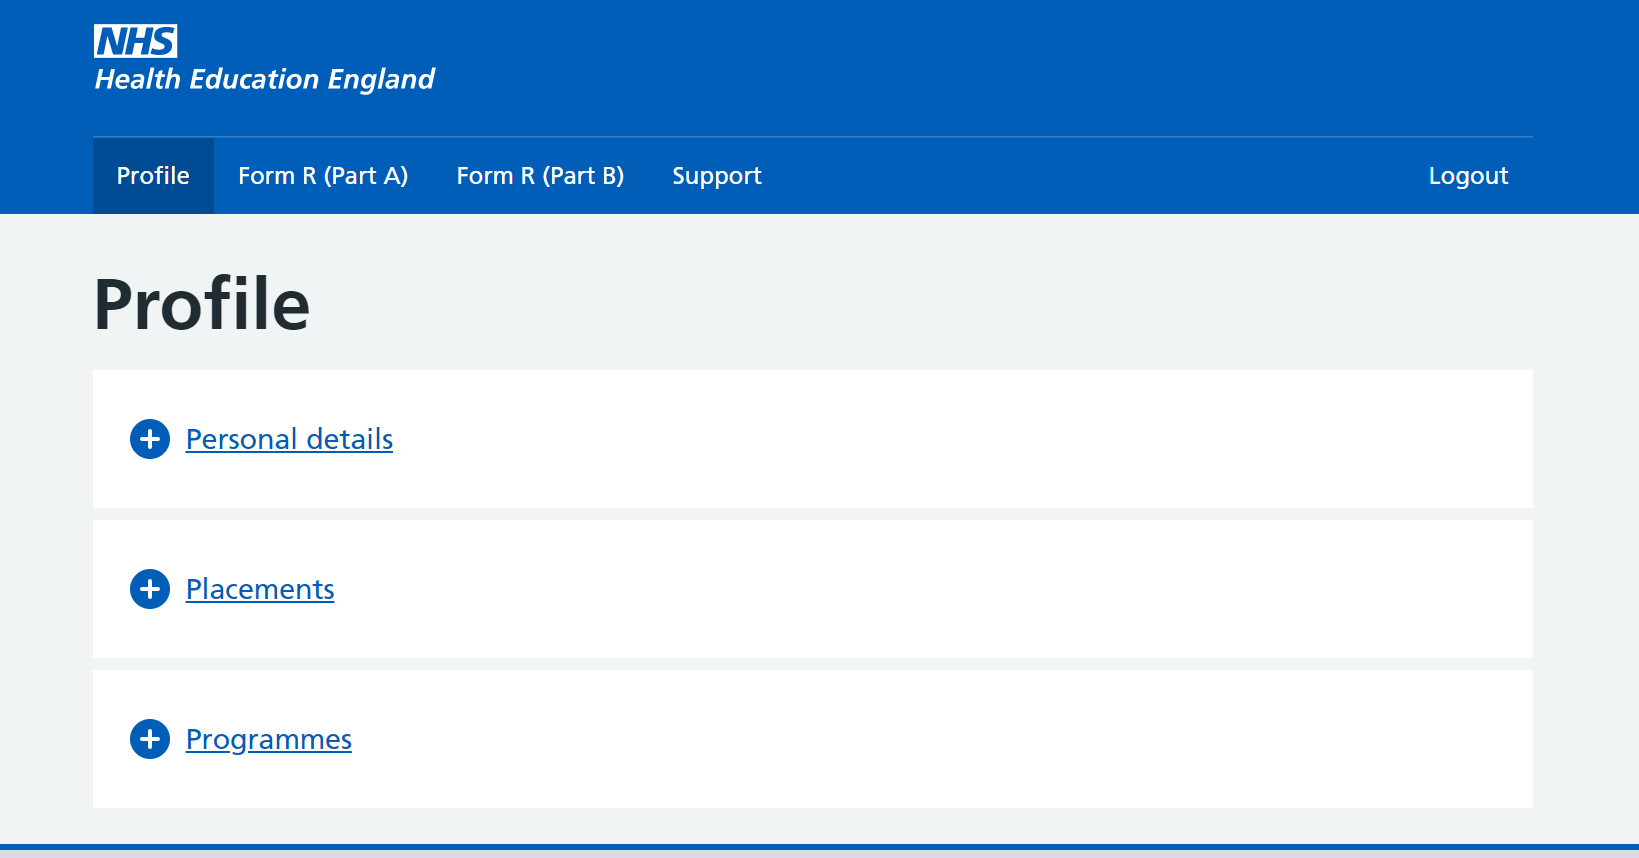 NHS
Health Education England
Profile Form R (Part A) Form R (Part B) Support Logout
Profile
Personal details
Placements
Programmes